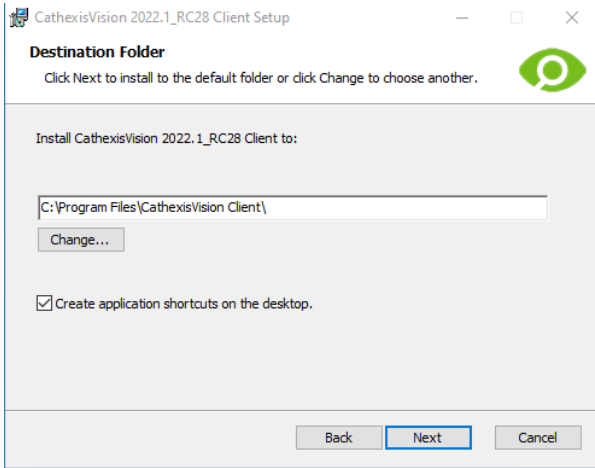 CathexisVision 2022.1_RC28 Client Setup
Destination Folder
Click Next to install to the default folder or click Change to choose another.
Install CathexisVision 2022.1_RC28 Client to:
C:\Program Files\CathexisVision Client\
Change...
Create application shortcuts on the desktop.
Back Next Cancel